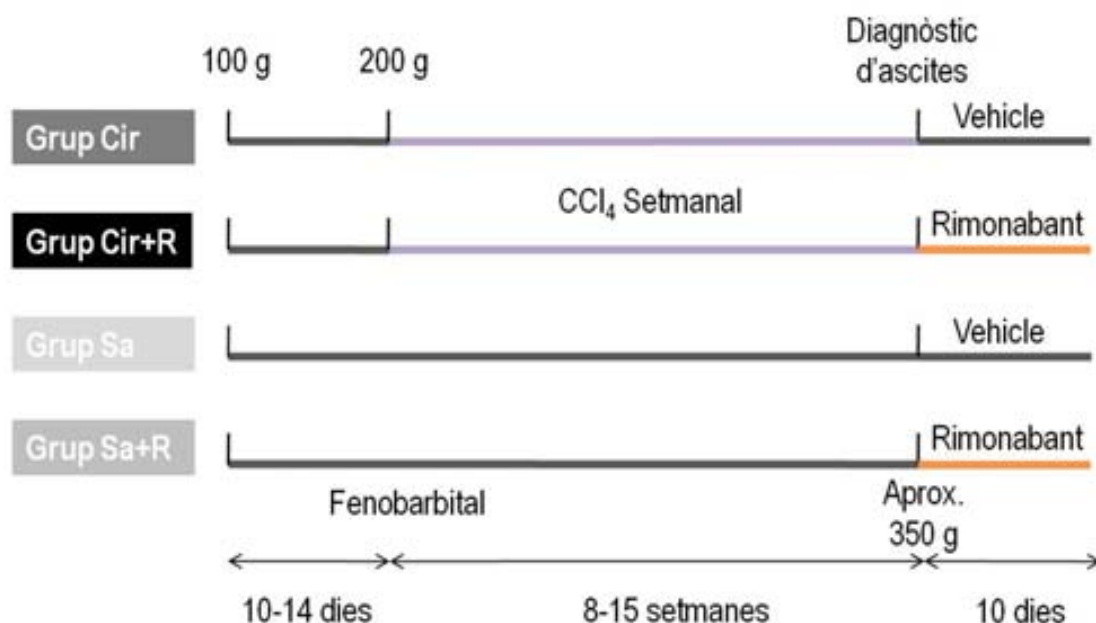 Diagnòstic
d'ascites
100 g
200 g
Grup Cir
Vehicle
CCl₄ Setmanal
Grup Cir+R
Rimonabant
Grup Sa
Vehicle
Grup Sa+R
Rimonabant
Fenobarbital
Aprox.
350 g
10-14 dies
8-15 setmanes
10 dies